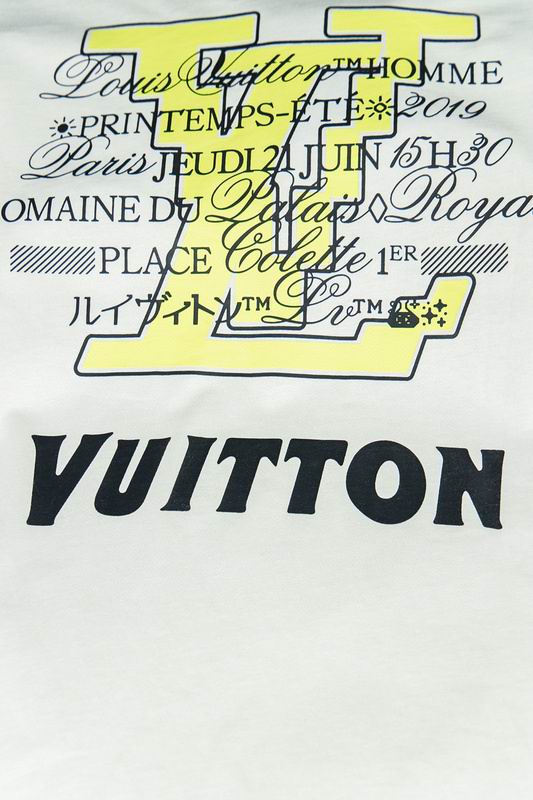 Louis Vuitton™ HOMME
☀PRINTEMPS-ÉTÉ☀2019
Paris JEUDI 21 JUIN 15H30
OMAINE DU Palais◊Roya
PLACE Colette 1ER
ルイヴィトン™ Lv™
VUITTON